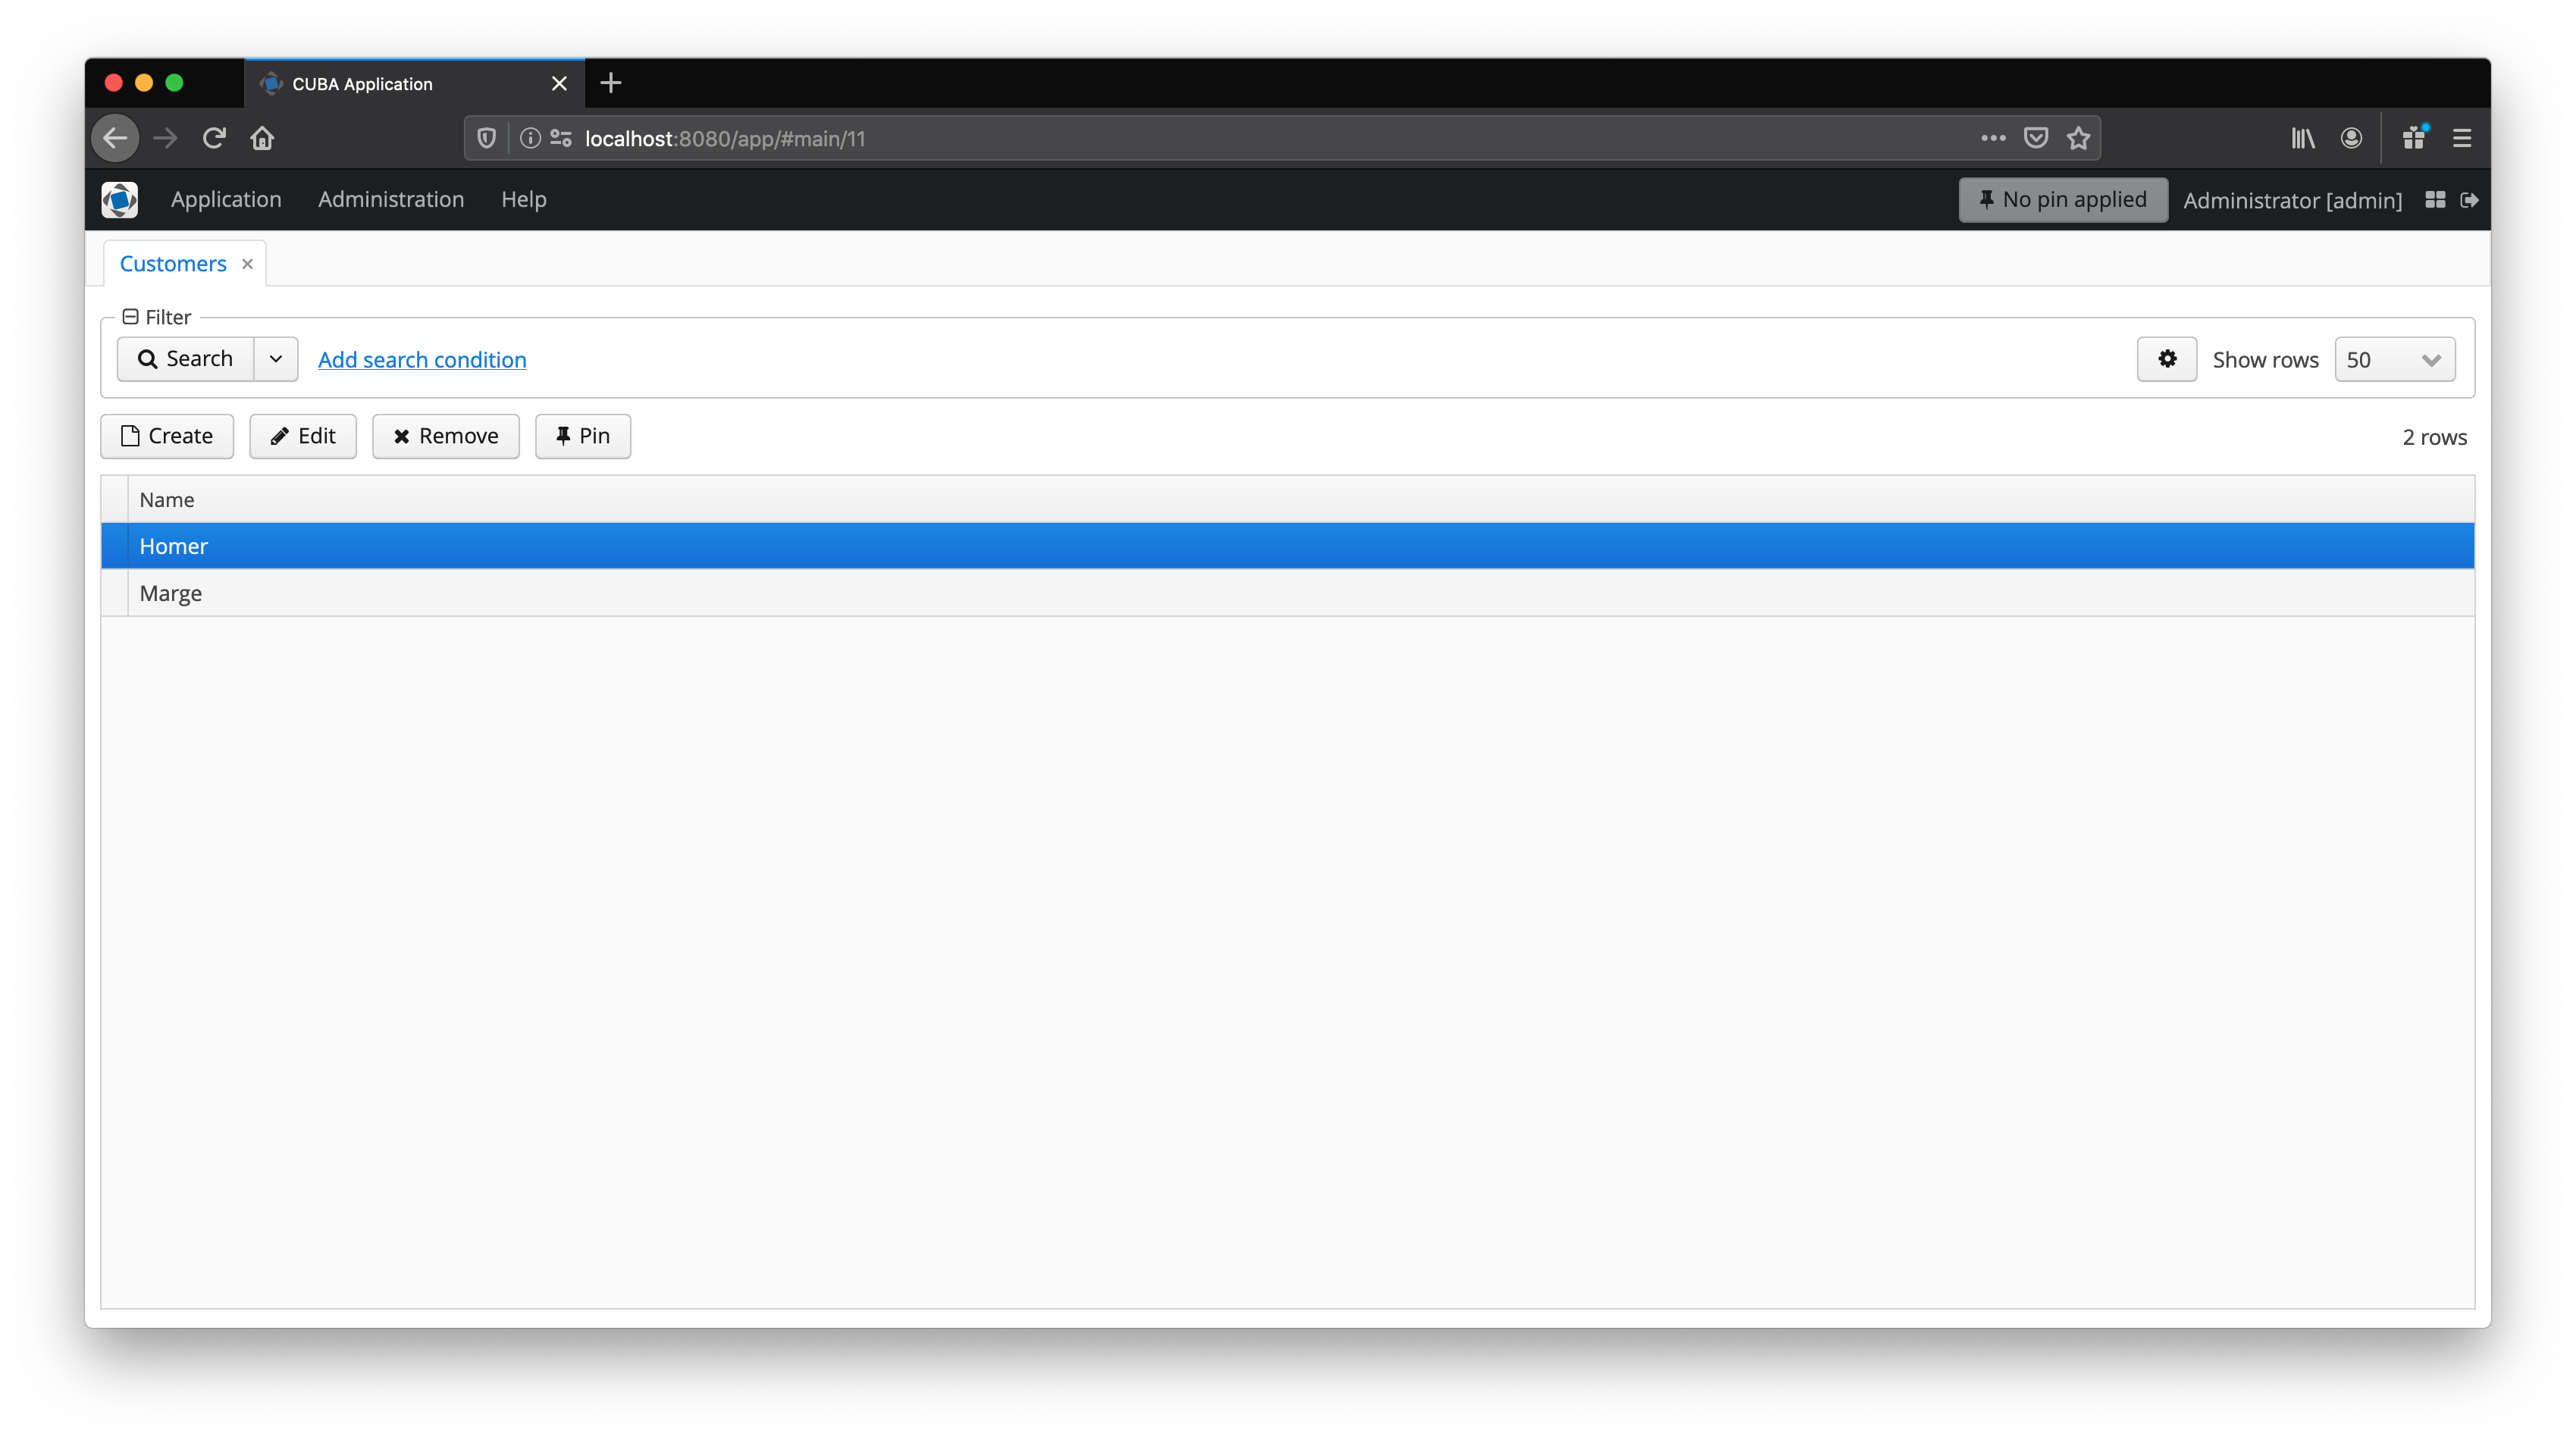 CUBA Application
localhost:8080/app/#main/11
Application Administration Help No pin applied Administrator [admin]
Customers
Filter
Search Add search condition Show rows 50
Create Edit Remove Pin 2 rows
Name
Homer
Marge